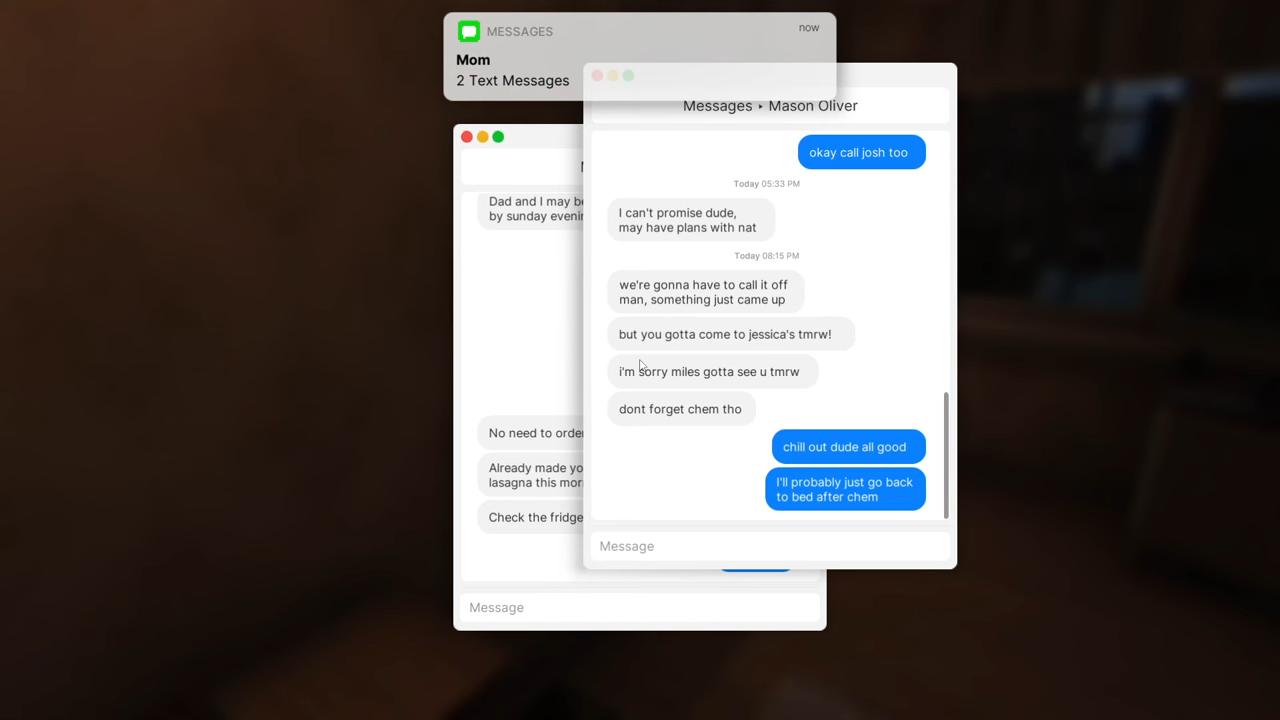 MESSAGES
now
Mom
2 Text Messages
Messages ‣ Mason Oliver
okay call josh too
Today 05:33 PM
I can't promise dude,
may have plans with nat
Today 08:15 PM
we're gonna have to call it off
man, something just came up
but you gotta come to jessica's tmrw!
i'm sorry miles gotta see u tmrw
dont forget chem tho
chill out dude all good
I'll probably just go back
to bed after chem
Message
Dad and I may be
by sunday evenin
No need to order
Already made yo
lasagna this mor
Check the fridge
Message